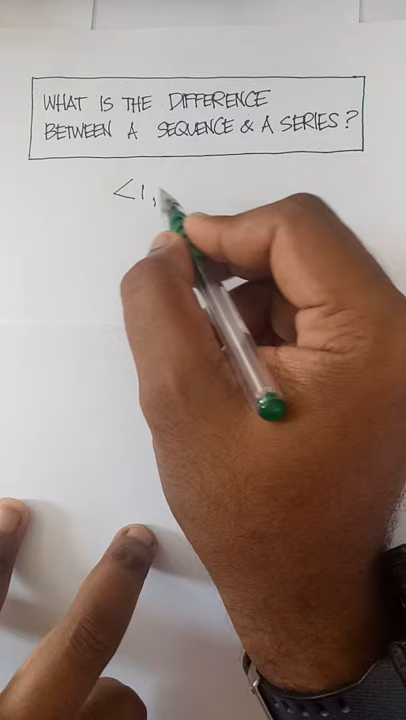 WHAT IS THE DIFFERENCE
BETWEEN A SEQUENCE & A SERIES?
<1,